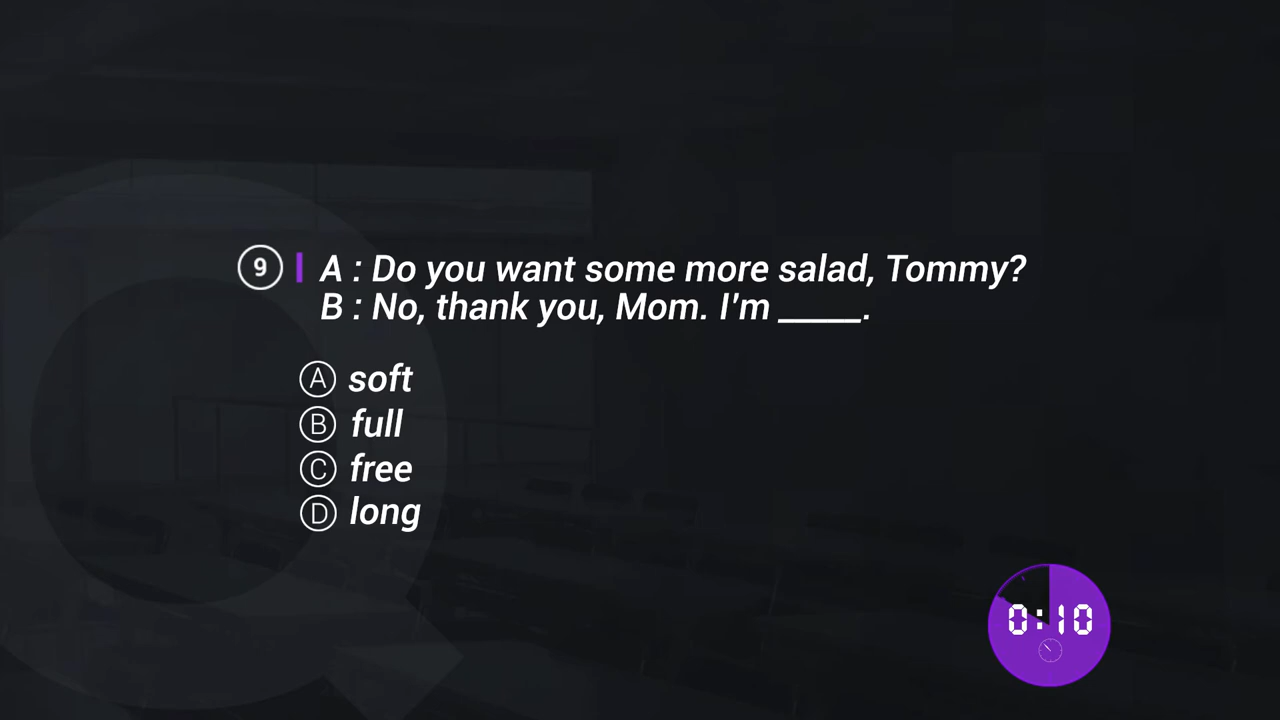 9 A : Do you want some more salad, Tommy?
B : No, thank you, Mom. I'm _____.
A soft
B full
C free
D long
0:10